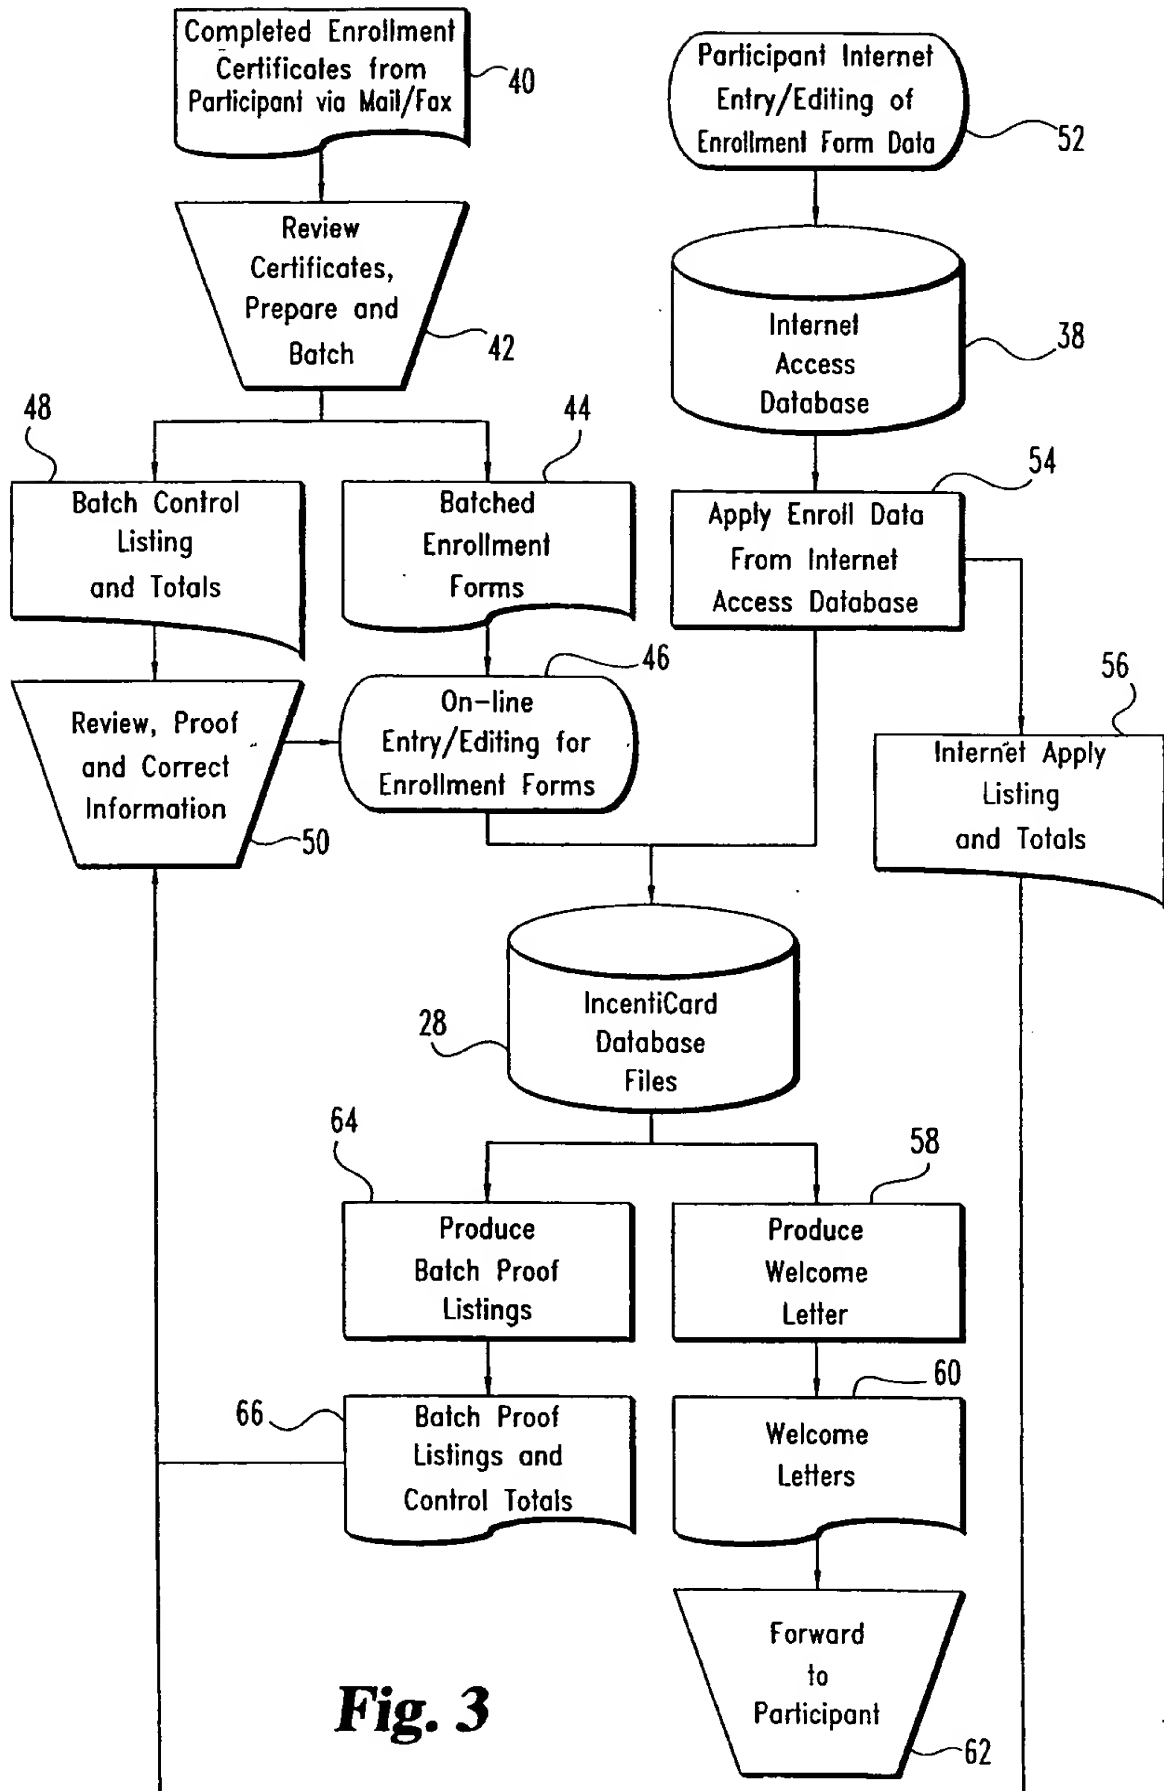 Completed Enrollment
Certificates from
Participant via Mail/Fax
40
Participant Internet
Entry/Editing of
Enrollment Form Data
52
Review
Certificates,
Prepare and
Batch
42
Internet
Access
Database
38
48
Batch Control
Listing
and Totals
44
Batched
Enrollment
Forms
54
Apply Enroll Data
From Internet
Access Database
Review, Proof
and Correct
Information
50
46
On-line
Entry/Editing for
Enrollment Forms
56
Internet Apply
Listing
and Totals
28
IncentiCard
Database
Files
64
Produce
Batch Proof
Listings
58
Produce
Welcome
Letter
66
Batch Proof
Listings and
Control Totals
60
Welcome
Letters
Forward
to
Participant
62
Fig. 3